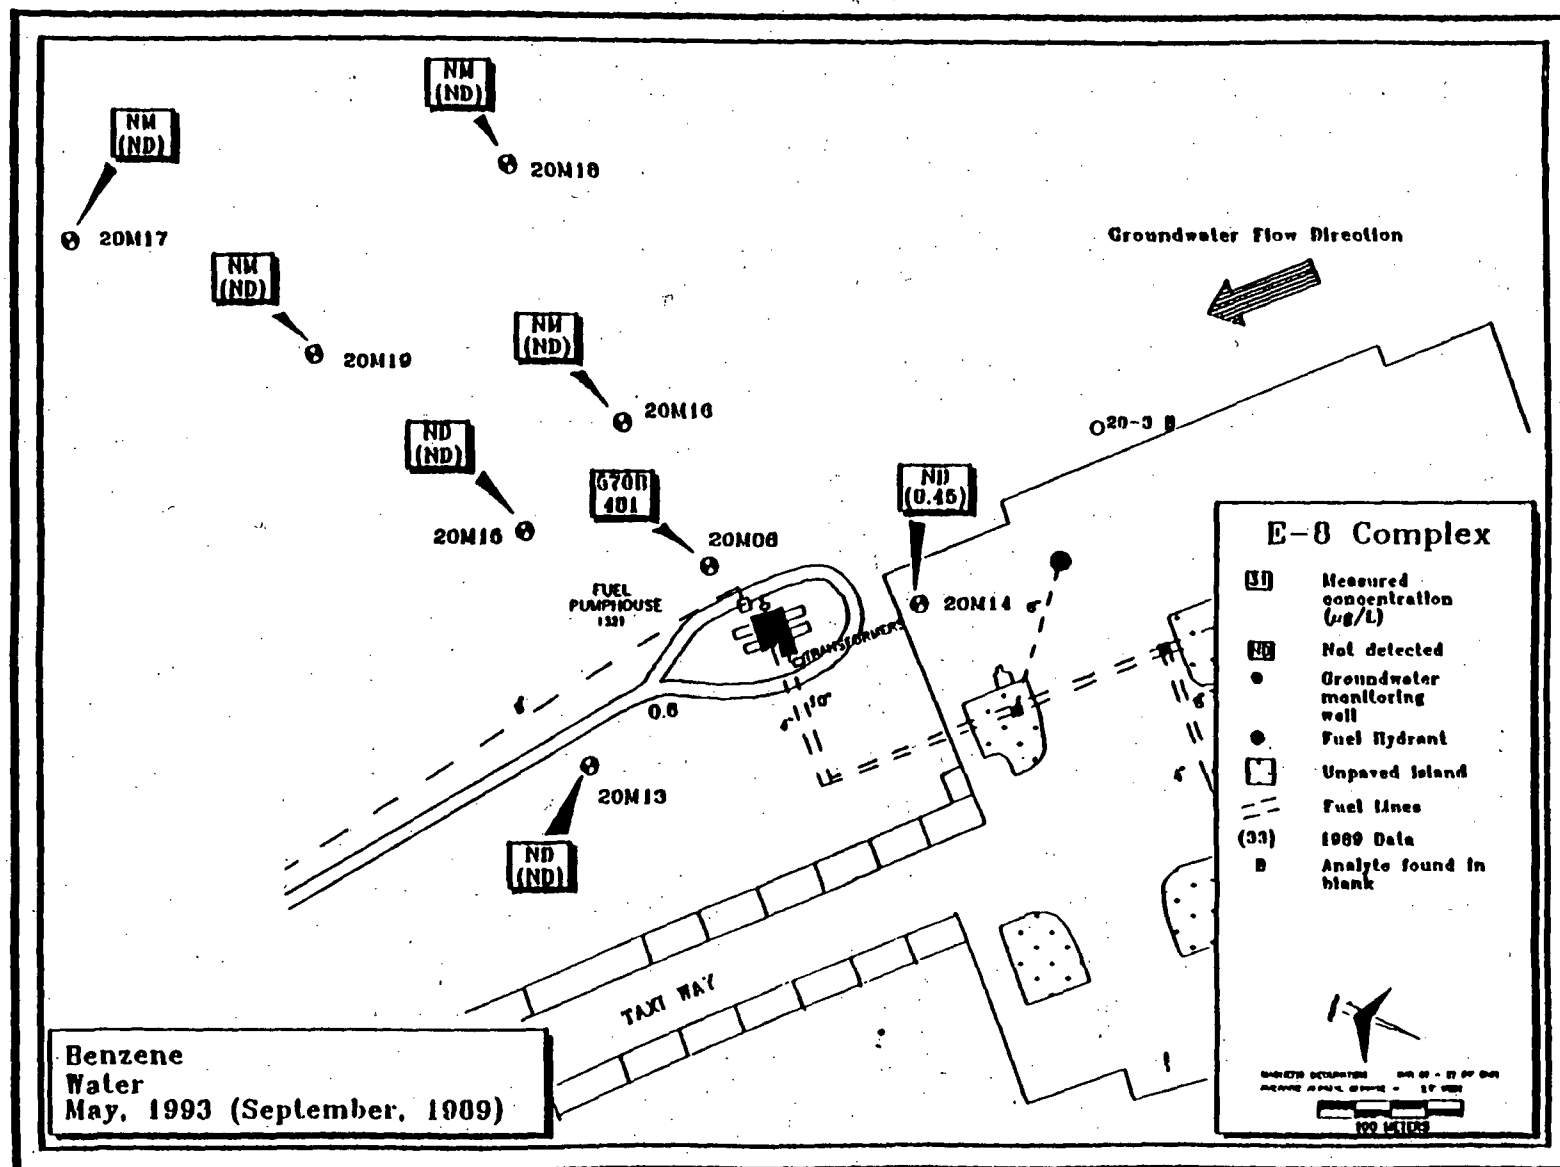 NM
(ND)
20M18
NM
(ND)
20M17
NM
(ND)
20M19
NM
(ND)
20M16
Groundwater Flow Direction
20-3
ND
(ND)
20M15
20M08
ND
(0.45)
20M14
FUEL
PUMPHOUSE
TRANSFORMERS
0.6
20M13
ND
(ND)
TAXI WAY
E-8 Complex
Measured
concentration
(µg/L)
ND
Not detected
Groundwater
monitoring
well
Fuel Hydrant
Unpaved Island
Fuel Lines
(33)
1989 Data
B
Analyte found in
blank
100 METERS
Benzene
Water
May, 1993 (September, 1989)